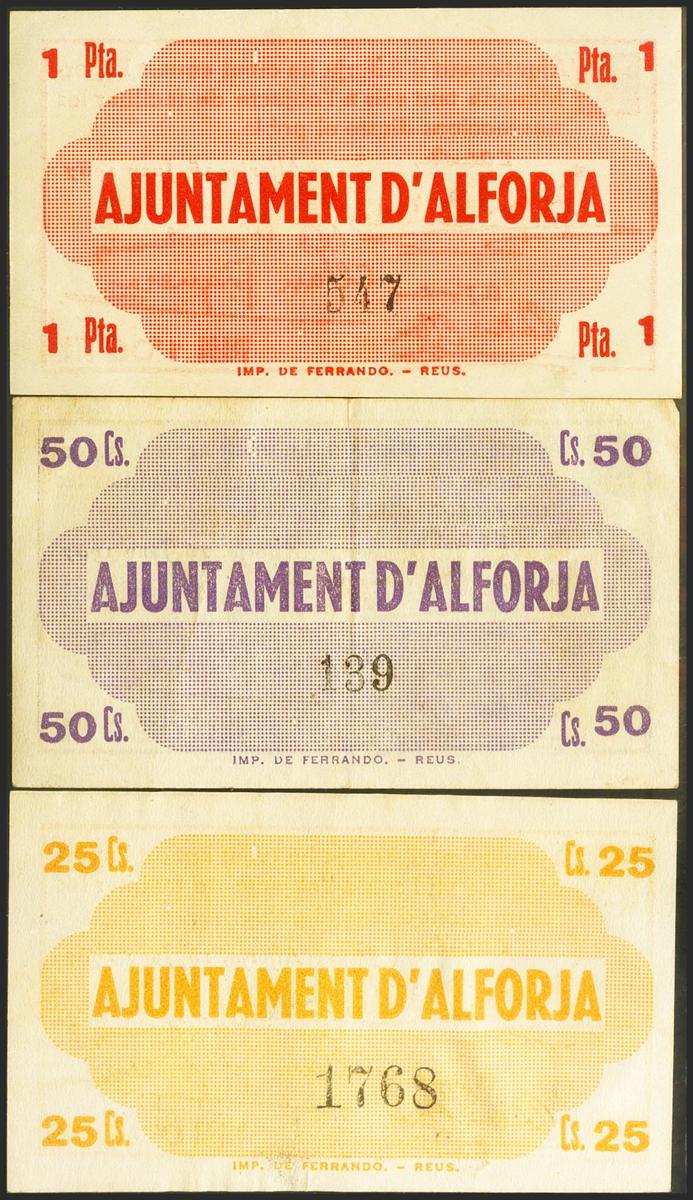 1 Pta. Pta. 1
AJUNTAMENT D'ALFORJA
547
1 Pta. Pta. 1
IMP. DE FERRANDO. - REUS.
50 Cs. Cs. 50
AJUNTAMENT D'ALFORJA
139
50 Cs. Cs. 50
IMP. DE FERRANDO. - REUS.
25 Cs. Cs. 25
AJUNTAMENT D'ALFORJA
1768
25 Cs. Cs. 25
IMP. DE FERRANDO. - REUS.